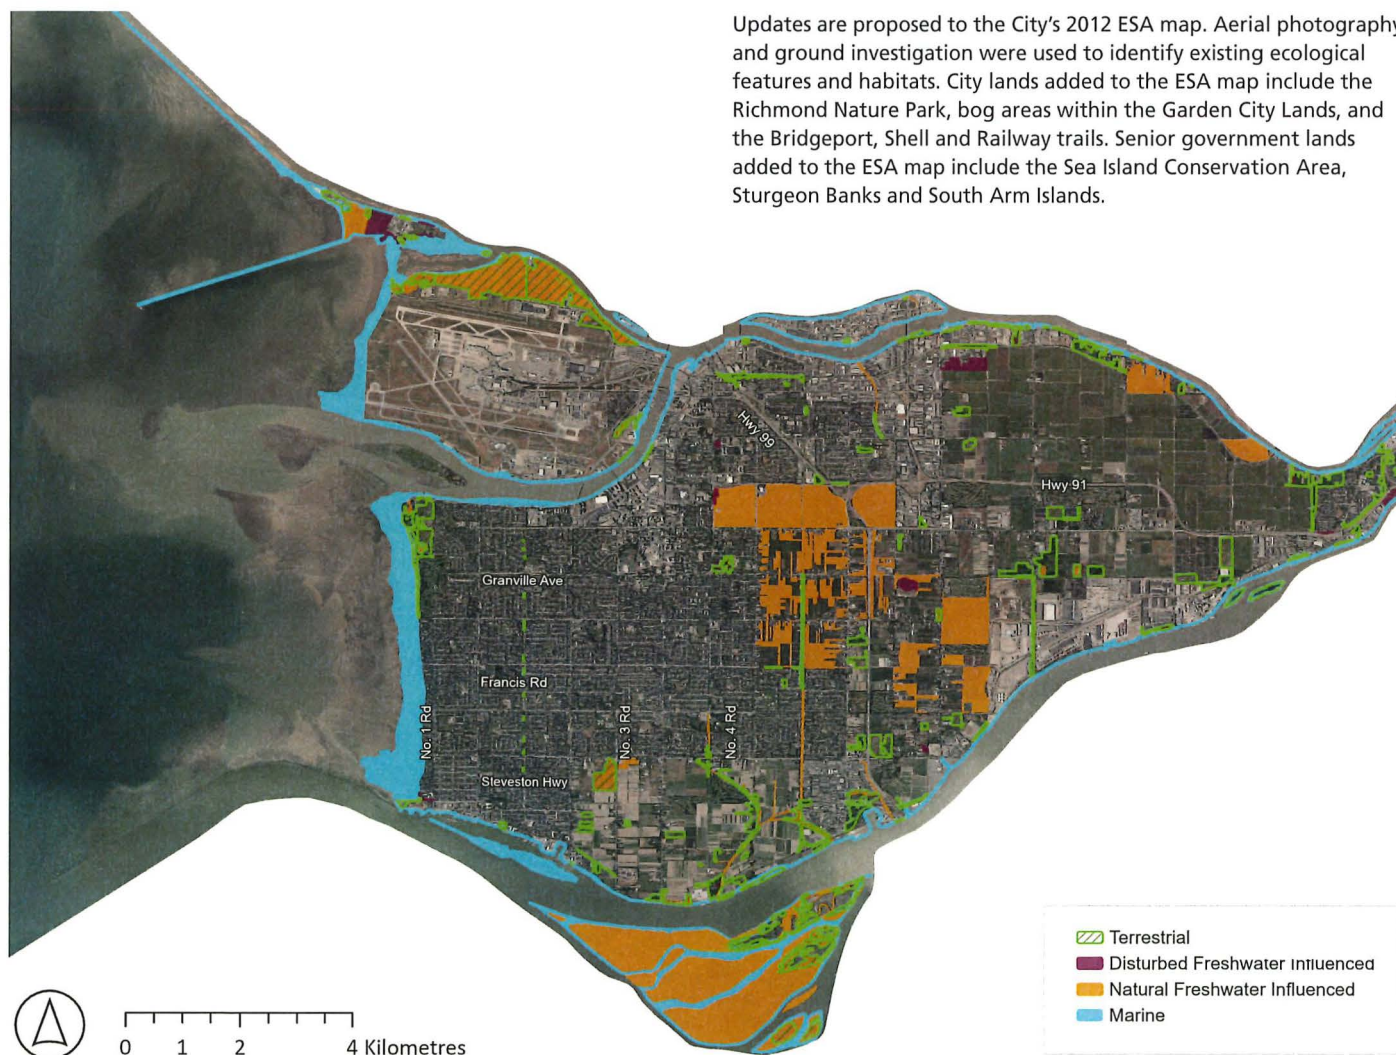 Updates are proposed to the City's 2012 ESA map. Aerial photography
and ground investigation were used to identify existing ecological
features and habitats. City lands added to the ESA map include the
Richmond Nature Park, bog areas within the Garden City Lands, and
the Bridgeport, Shell and Railway trails. Senior government lands
added to the ESA map include the Sea Island Conservation Area,
Sturgeon Banks and South Arm Islands.
Hwy 99
Hwy 91
Granville Ave
Francis Rd
No. 1 Rd
No. 3 Rd
No. 4 Rd
Steveston Hwy
Terrestrial
Disturbed Freshwater Influenced
Natural Freshwater Influenced
Marine
0 1 2 4 Kilometres